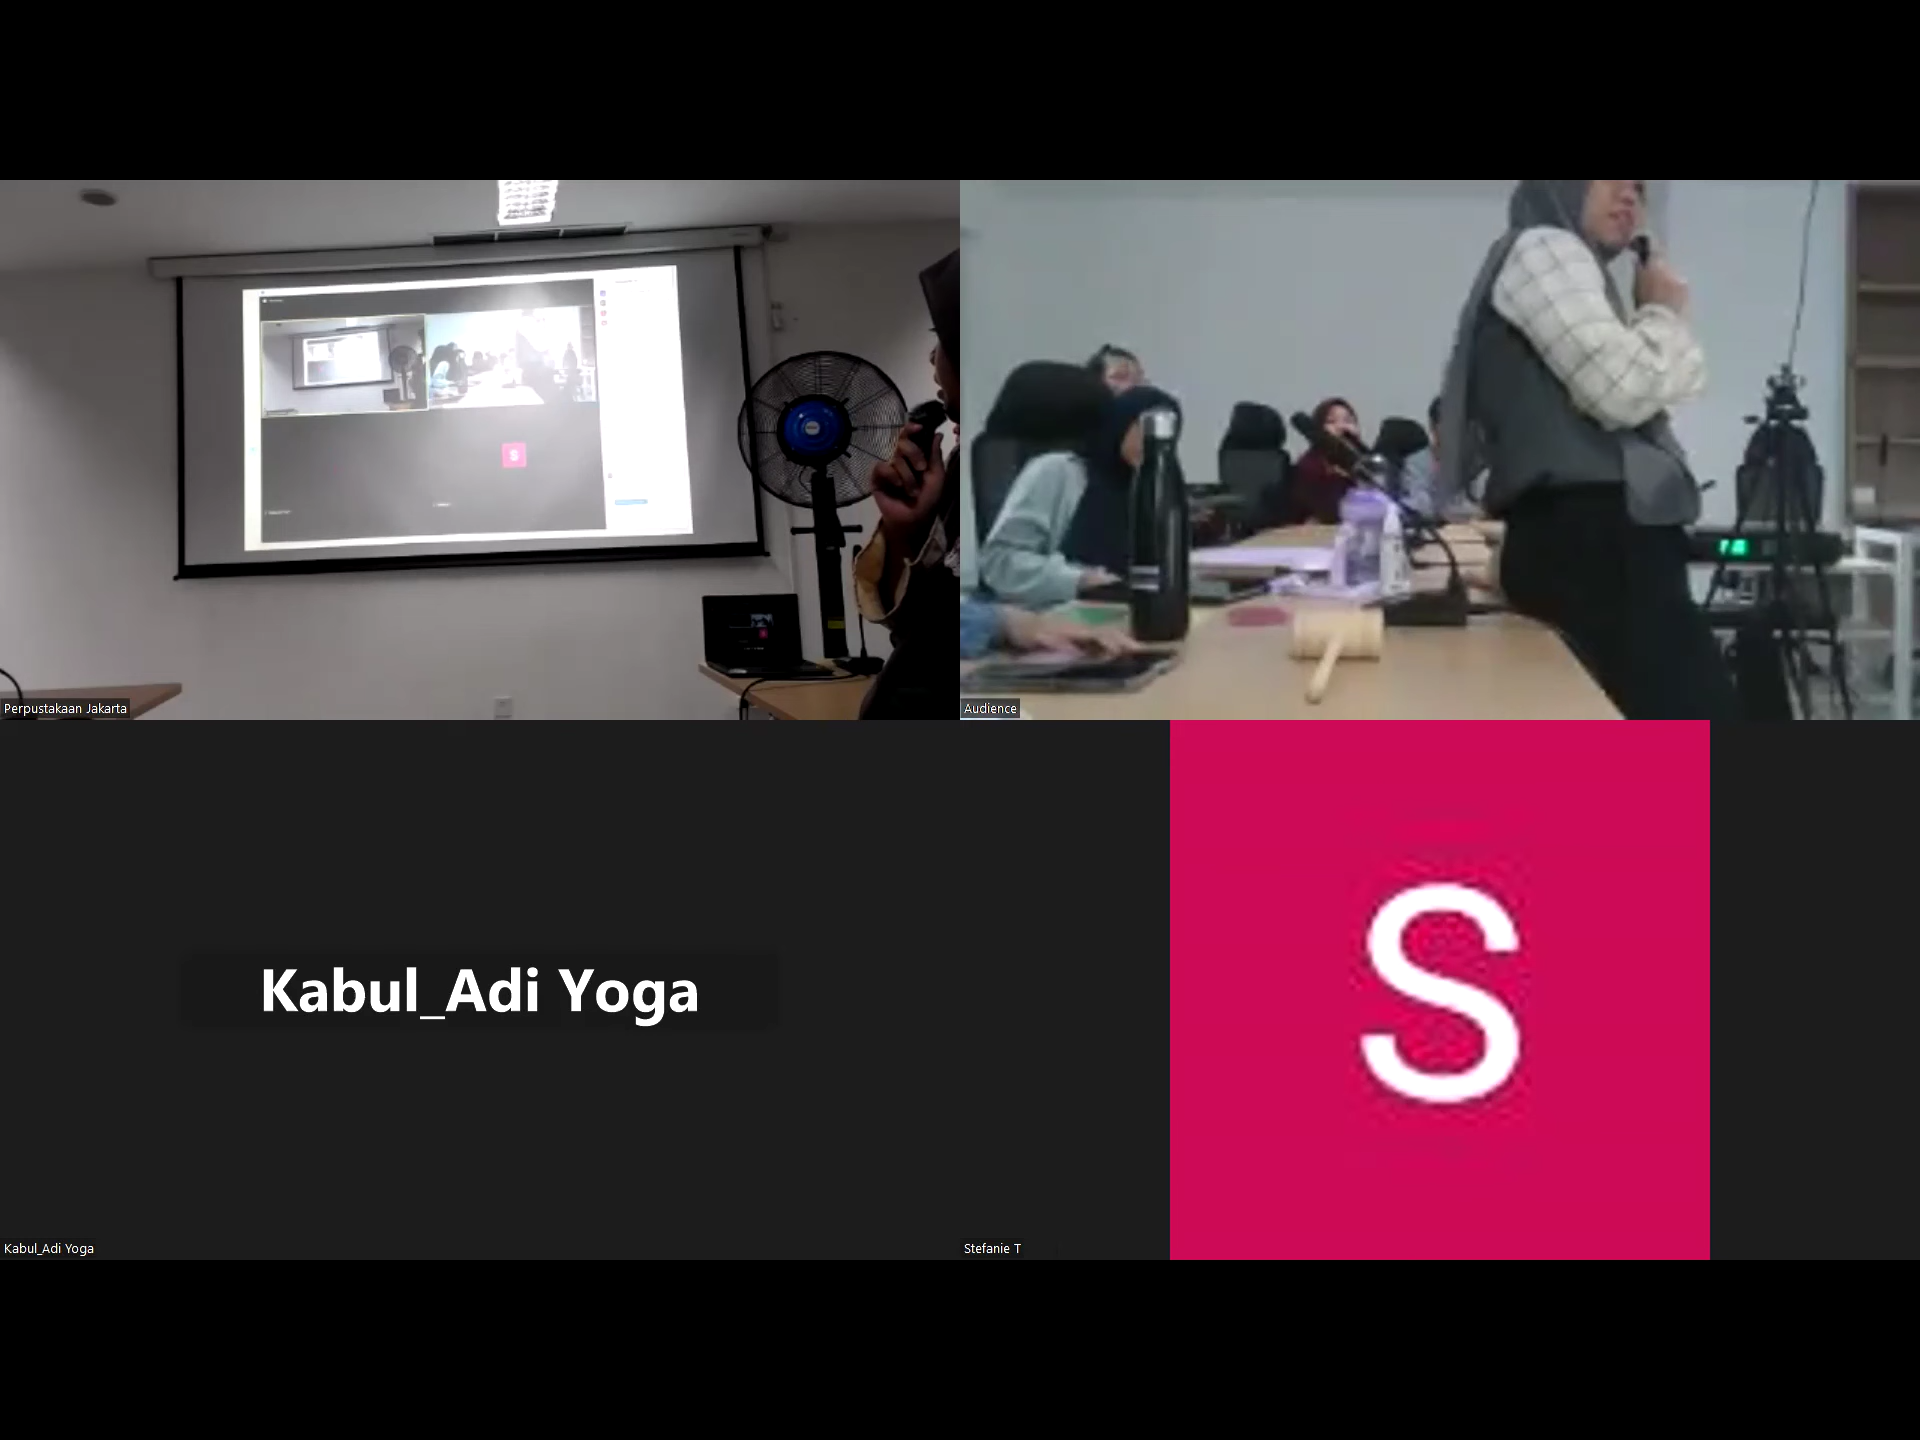 Perpustakaan Jakarta
Audience
Kabul_Adi Yoga
S
Kabul_Adi Yoga
S
Stefanie T